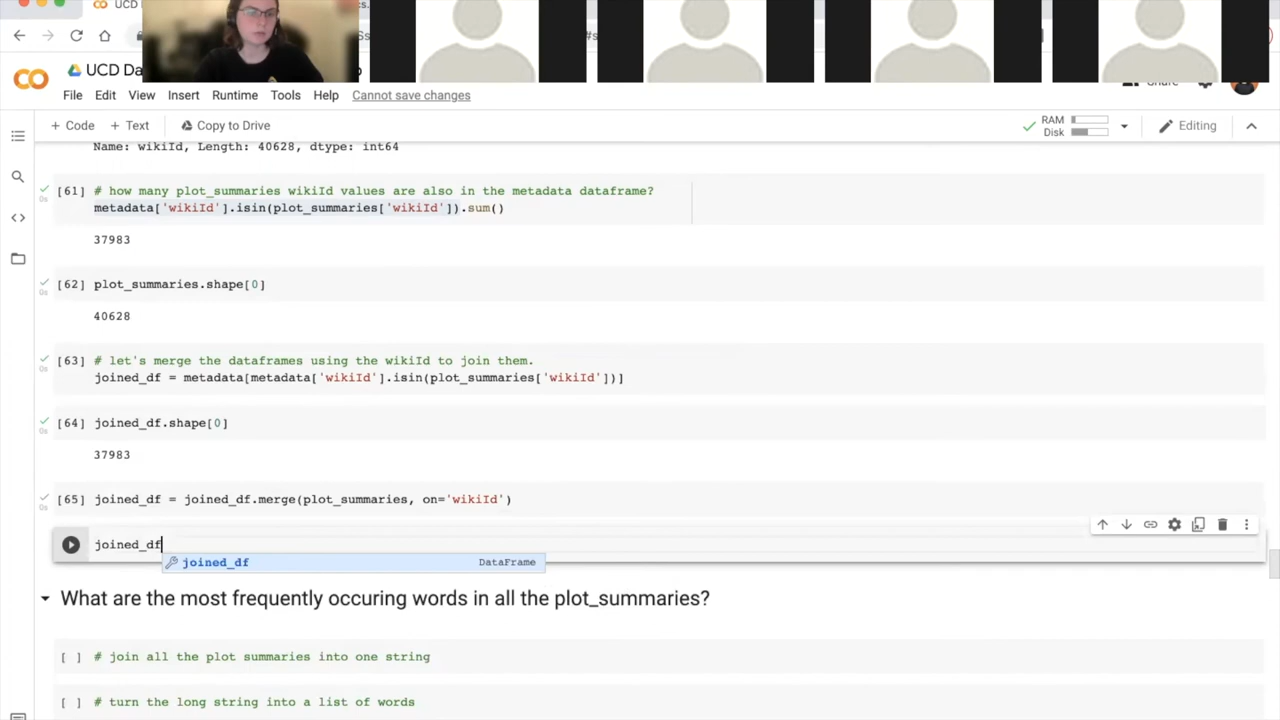 UCD
UCD Da
File Edit View Insert Runtime Tools Help Cannot save changes
+ Code + Text Copy to Drive RAM Disk Editing
Name: wikiId, Length: 40628, dtype: int64
[61] # how many plot_summaries wikiId values are also in the metadata dataframe?
metadata['wikiId'].isin(plot_summaries['wikiId']).sum()
0s
37983
[62] plot_summaries.shape[0]
0s
40628
[63] # let's merge the dataframes using the wikiId to join them.
0s
joined_df = metadata[metadata['wikiId'].isin(plot_summaries['wikiId'])]
[64] joined_df.shape[0]
0s
37983
[65] joined_df = joined_df.merge(plot_summaries, on='wikiId')
0s
joined_df
joined_df DataFrame
What are the most frequently occuring words in all the plot_summaries?
[ ] # join all the plot summaries into one string
[ ] # turn the long string into a list of words